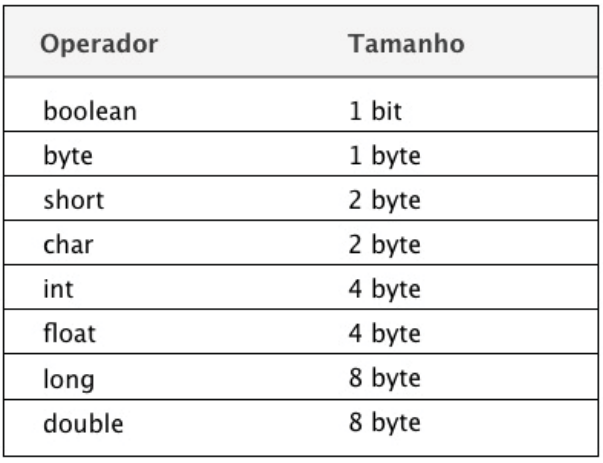 Operador Tamanho
boolean 1 bit
byte 1 byte
short 2 byte
char 2 byte
int 4 byte
float 4 byte
long 8 byte
double 8 byte